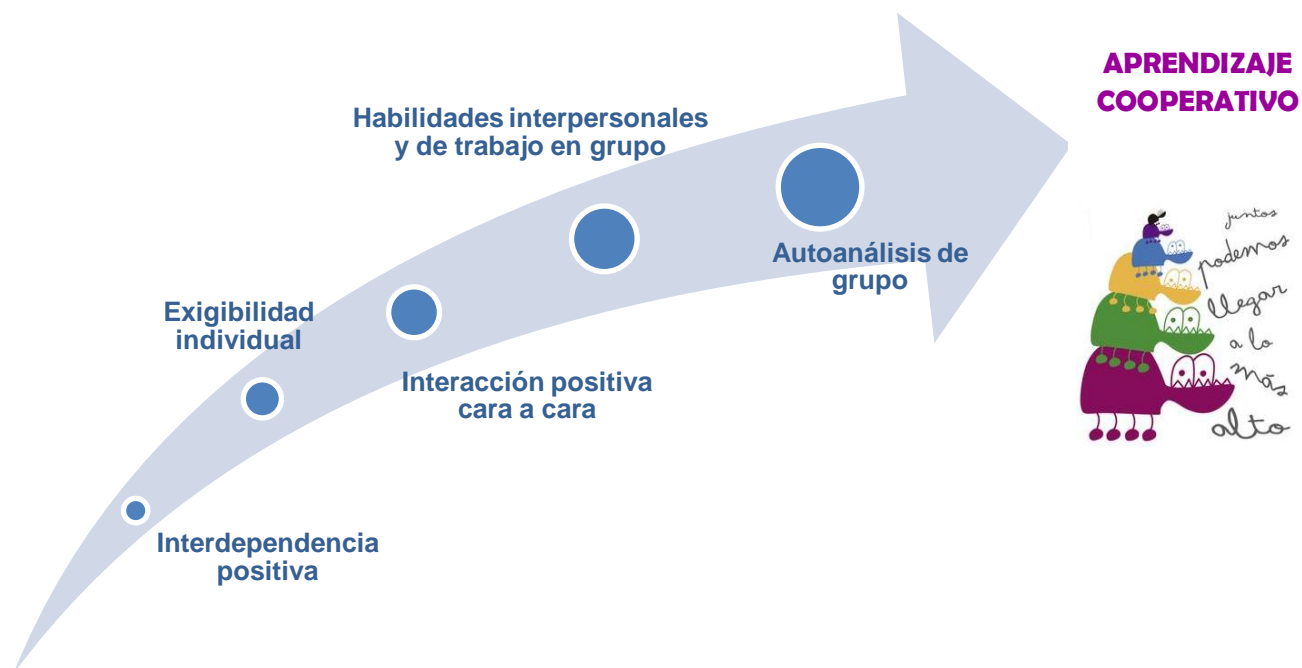 APRENDIZAJE
COOPERATIVO
Habilidades interpersonales
y de trabajo en grupo
Autoanálisis de
grupo
Exigibilidad
individual
Interacción positiva
cara a cara
Interdependencia
positiva
juntos
podemos
llegar
a lo
más
alto